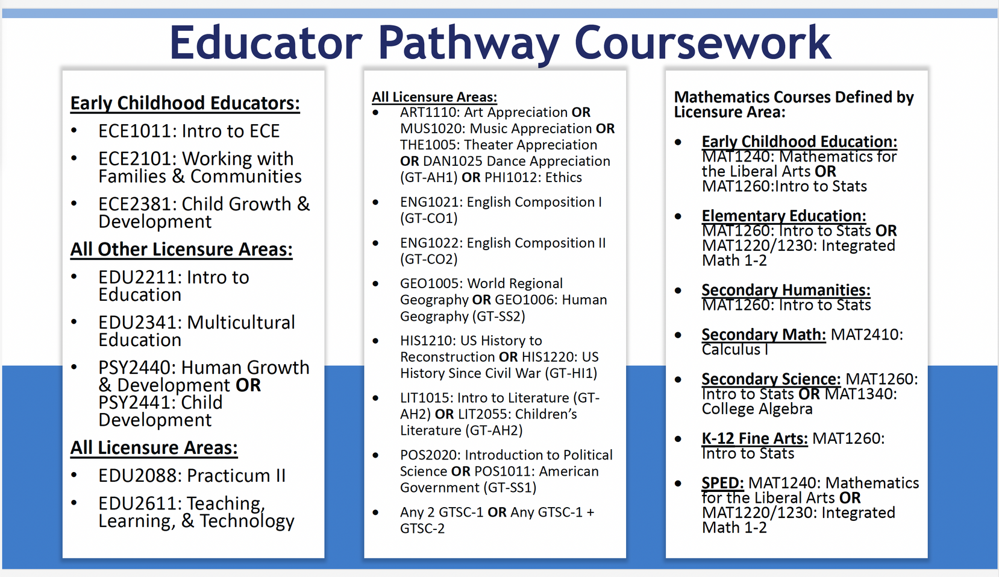 Educator Pathway Coursework
Early Childhood Educators:
• ECE1011: Intro to ECE
• ECE2101: Working with
Families & Communities
• ECE2381: Child Growth &
Development
All Other Licensure Areas:
• EDU2211: Intro to
Education
• EDU2341: Multicultural
Education
• PSY2440: Human Growth
& Development OR
PSY2441: Child
Development
All Licensure Areas:
• EDU2088: Practicum II
• EDU2611: Teaching,
Learning, & Technology
All Licensure Areas:
• ART1110: Art Appreciation OR
MUS1020: Music Appreciation OR
THE1005: Theater Appreciation
OR DAN1025 Dance Appreciation
(GT-AH1) OR PHI1012: Ethics
• ENG1021: English Composition I
(GT-CO1)
• ENG1022: English Composition II
(GT-CO2)
• GEO1005: World Regional
Geography OR GEO1006: Human
Geography (GT-SS2)
• HIS1210: US History to
Reconstruction OR HIS1220: US
History Since Civil War (GT-HI1)
• LIT1015: Intro to Literature (GT-
AH2) OR LIT2055: Children’s
Literature (GT-AH2)
• POS2020: Introduction to Political
Science OR POS1011: American
Government (GT-SS1)
• Any 2 GTSC-1 OR Any GTSC-1 +
GTSC-2
Mathematics Courses Defined by
Licensure Area:
• Early Childhood Education:
MAT1240: Mathematics for
the Liberal Arts OR
MAT1260:Intro to Stats
• Elementary Education:
MAT1260: Intro to Stats OR
MAT1220/1230: Integrated
Math 1-2
• Secondary Humanities:
MAT1260: Intro to Stats
• Secondary Math: MAT2410:
Calculus I
• Secondary Science: MAT1260:
Intro to Stats OR MAT1340:
College Algebra
• K-12 Fine Arts: MAT1260:
Intro to Stats
• SPED: MAT1240: Mathematics
for the Liberal Arts OR
MAT1220/1230: Integrated
Math 1-2